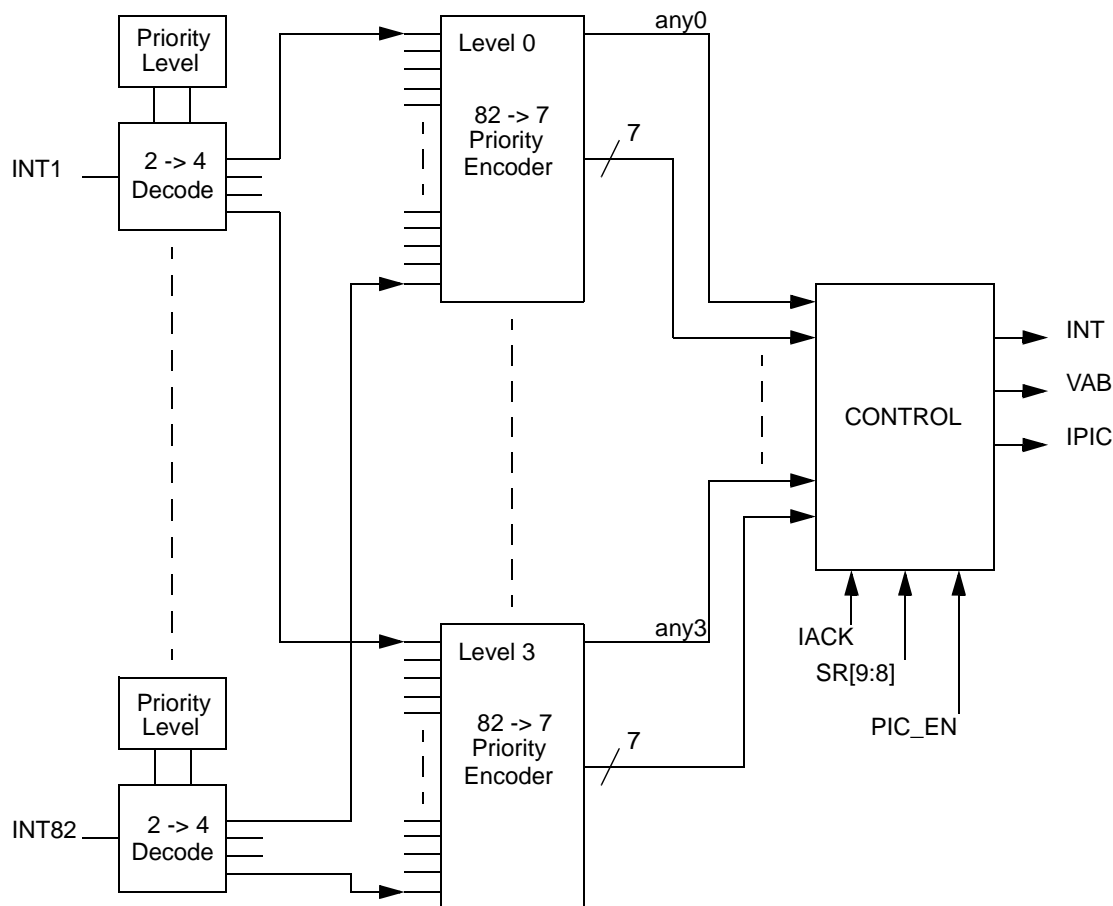 Priority
Level
INT1
2 -> 4
Decode
Level 0
82 -> 7
Priority
Encoder
any0
7
CONTROL
INT
VAB
IPIC
IACK
SR[9:8]
PIC_EN
Priority
Level
INT82
2 -> 4
Decode
Level 3
82 -> 7
Priority
Encoder
any3
7